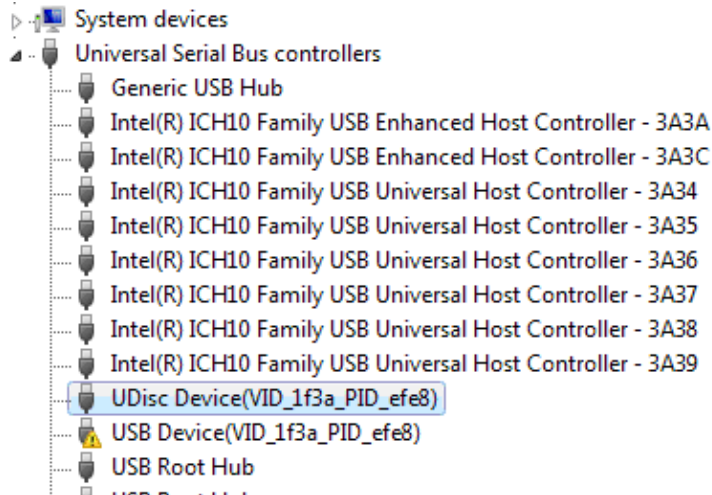 System devices
Universal Serial Bus controllers
Generic USB Hub
Intel(R) ICH10 Family USB Enhanced Host Controller - 3A3A
Intel(R) ICH10 Family USB Enhanced Host Controller - 3A3C
Intel(R) ICH10 Family USB Universal Host Controller - 3A34
Intel(R) ICH10 Family USB Universal Host Controller - 3A35
Intel(R) ICH10 Family USB Universal Host Controller - 3A36
Intel(R) ICH10 Family USB Universal Host Controller - 3A37
Intel(R) ICH10 Family USB Universal Host Controller - 3A38
Intel(R) ICH10 Family USB Universal Host Controller - 3A39
UDisc Device(VID_1f3a_PID_efe8)
USB Device(VID_1f3a_PID_efe8)
USB Root Hub